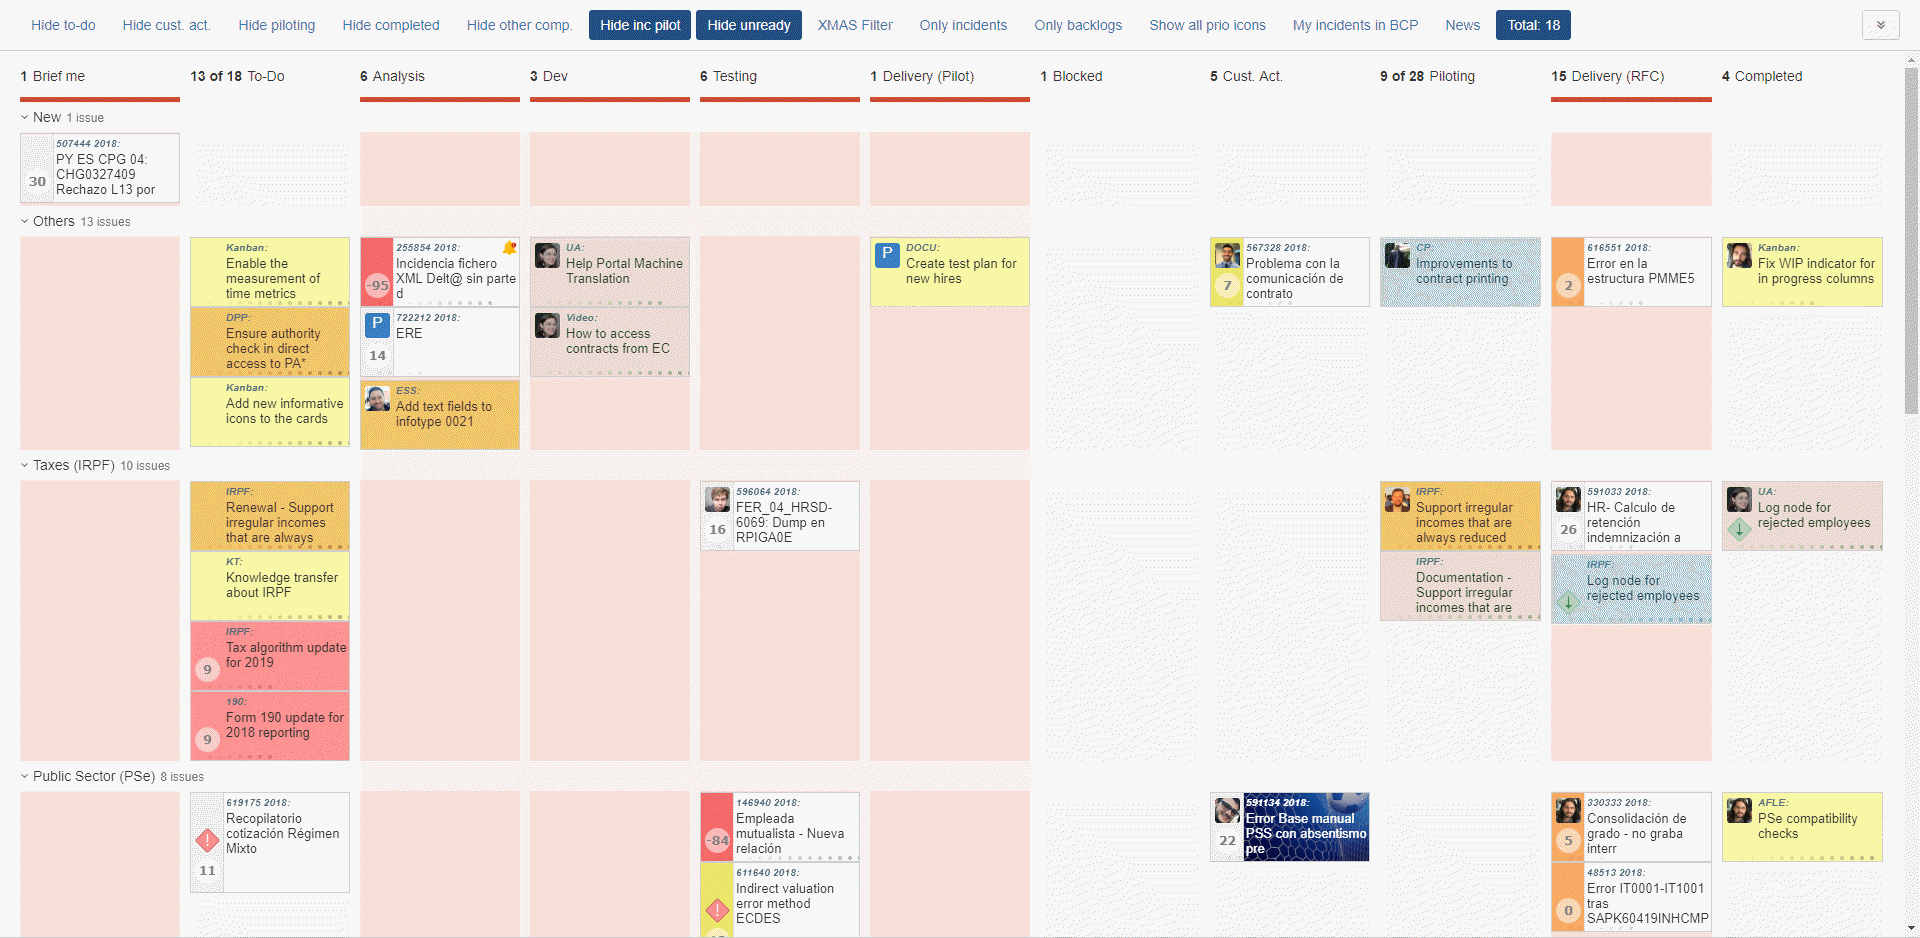 Hide to-do Hide cust. act. Hide piloting Hide completed Hide other comp. Hide inc pilot Hide unready XMAS Filter Only incidents Only backlogs Show all prio icons My incidents in BCP News Total: 18
1 Brief me 13 of 18 To-Do 6 Analysis 3 Dev 6 Testing 1 Delivery (Pilot) 1 Blocked 5 Cust. Act. 9 of 28 Piloting 15 Delivery (RFC) 4 Completed
New 1 issue
507444 2018:
PY ES CPG 04:
CHG0327409
Rechazo L13 por
30
Others 13 issues
Kanban:
Enable the
measurement of
time metrics
DPP:
Ensure authority
check in direct
access to PA*
Kanban:
Add new informative
icons to the cards
255854 2018:
Incidencia fichero
XML Delt@ sin parte
d
-95
P
722212 2018:
ERE
14
ESS:
Add text fields to
infotype 0021
UA:
Help Portal Machine
Translation
Video:
How to access
contracts from EC
P
DOCU:
Create test plan for
new hires
567328 2018:
Problema con la
comunicación de
contrato
7
CP:
Improvements to
contract printing
616551 2018:
Error en la
estructura PMME5
2
Kanban:
Fix WIP indicator for
in progress columns
Taxes (IRPF) 10 issues
IRPF:
Renewal - Support
irregular incomes
that are always
KT:
Knowledge transfer
about IRPF
IRPF:
Tax algorithm update
for 2019
9
190:
Form 190 update for
2018 reporting
9
596064 2018:
FER_04_HRSD-
6069: Dump en
RPIGA0E
16
IRPF:
Support irregular
incomes that are
always reduced
IRPF:
Documentation -
Support irregular
incomes that are
591033 2018:
HR- Calculo de
retención
indemnización a
26
IRPF:
Log node for
rejected employees
UA:
Log node for
rejected employees
Public Sector (PSe) 8 issues
619175 2018:
Recopilatorio
cotización Régimen
Mixto
11
146940 2018:
Empleada
mutualista - Nueva
relación
-84
611640 2018:
Indirect valuation
error method
ECDES
591134 2018:
Error Base manual
PSS con absentismo
pre
22
330333 2018:
Consolidación de
grado - no graba
interr
5
48513 2018:
Error IT0001-IT1001
tras
SAPK60419INHCMP
0
AFLE:
PSe compatibility
checks